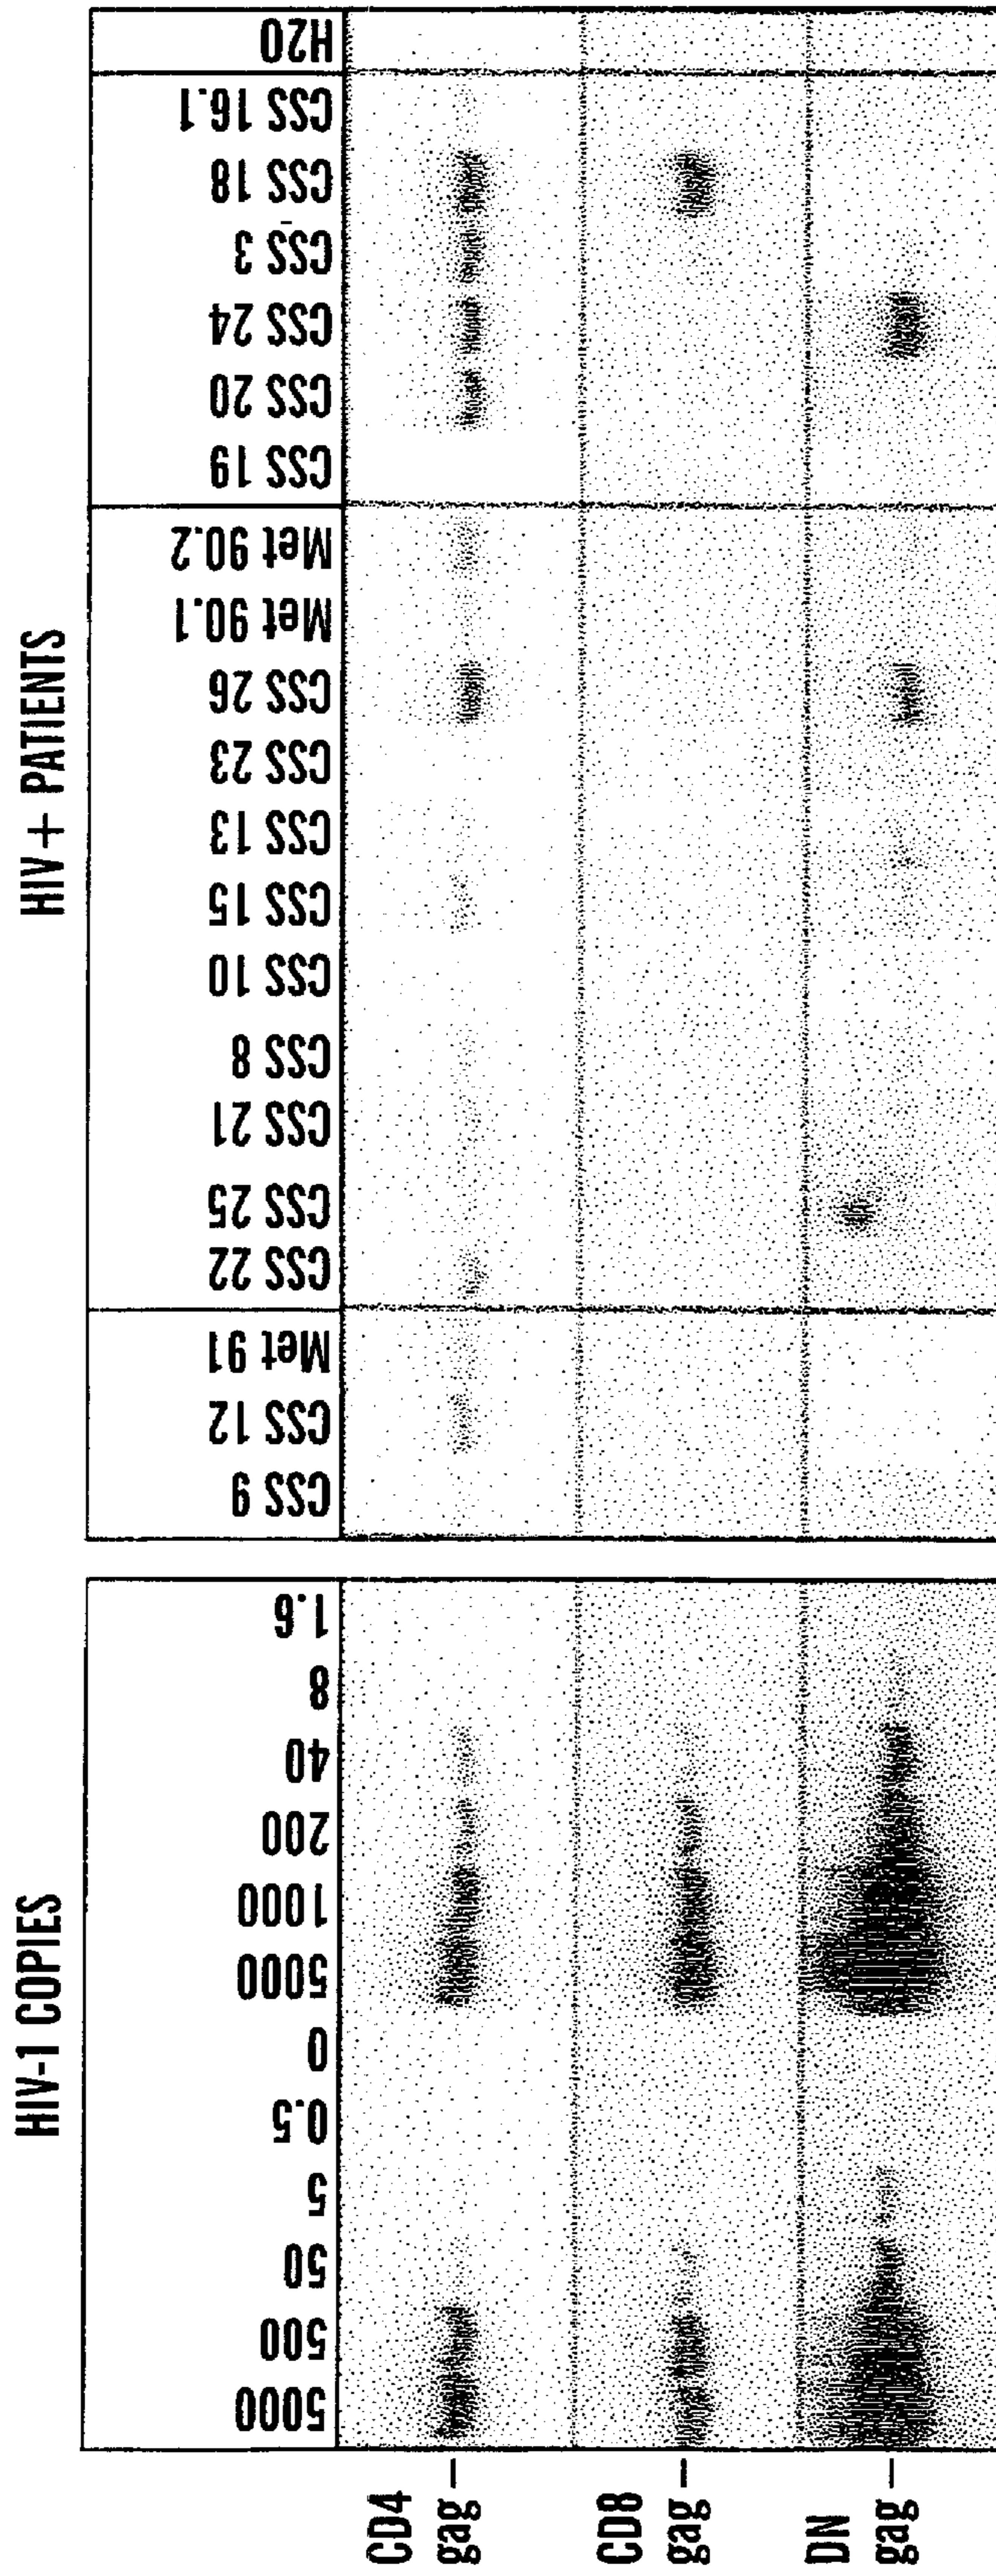 HIV-1 COPIES
5000
500
50
5
0.5
0
5000
1000
200
40
8
1.6
HIV + PATIENTS
CSS 9
CSS 12
Met 91
CSS 22
CSS 25
CSS 21
CSS 8
CSS 10
CSS 15
CSS 13
CSS 23
CSS 26
Met 90.1
Met 90.2
CSS 19
CSS 20
CSS 24
CSS 3
CSS 18
CSS 16.1
H2O
CD4
gag –
CD8
gag –
DN
gag –